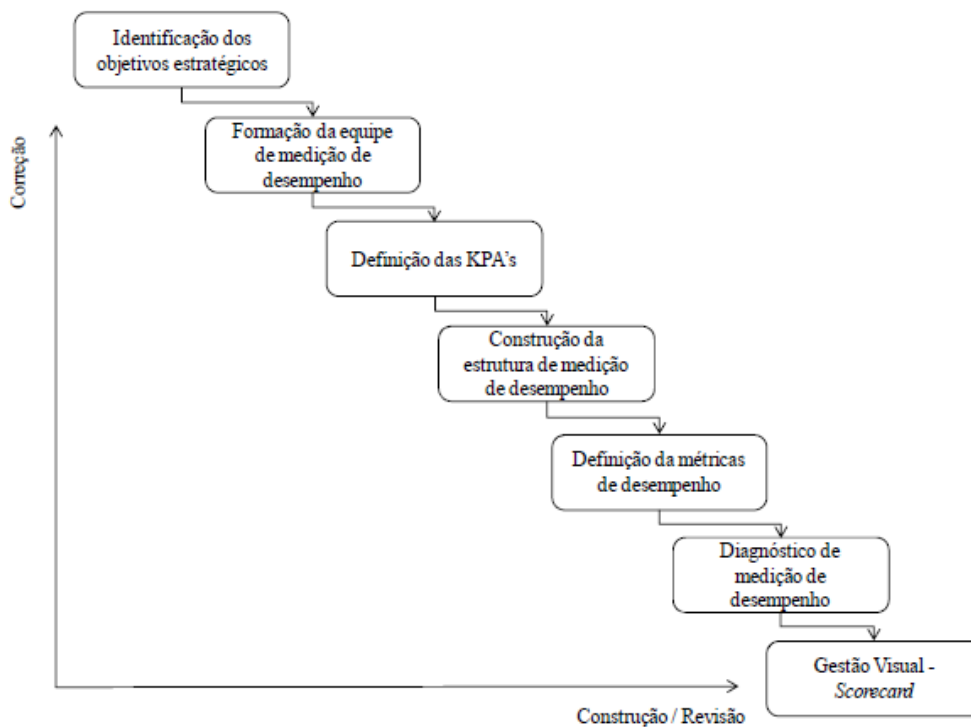 Identificação dos
objetivos estratégicos
Formação da equipe
de medição de
desempenho
Correção
Definição das KPA's
Construção da
estrutura de medição
de desempenho
Definição da métricas
de desempenho
Diagnóstico de
medição de
desempenho
Gestão Visual -
Scorecard
Construção / Revisão